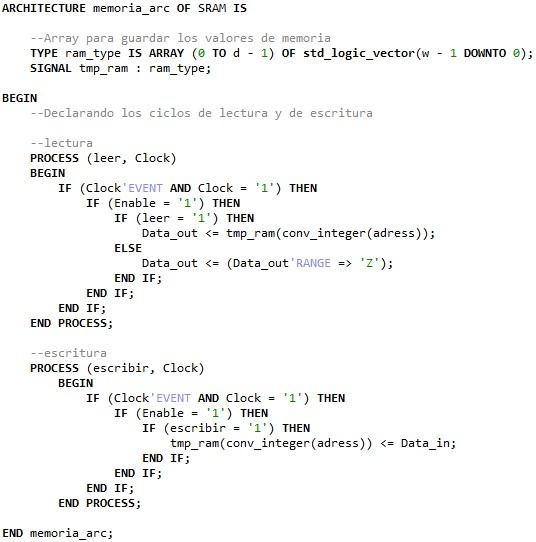 ARCHITECTURE memoria_arc OF SRAM IS
--Array para guardar los valores de memoria
TYPE ram_type IS ARRAY (0 TO d - 1) OF std_logic_vector(w - 1 DOWNTO 0);
SIGNAL tmp_ram : ram_type;
BEGIN
--Declarando los ciclos de lectura y de escritura
--lectura
PROCESS (leer, Clock)
BEGIN
IF (Clock'EVENT AND Clock = '1') THEN
IF (Enable = '1') THEN
IF (leer = '1') THEN
Data_out <= tmp_ram(conv_integer(adress));
ELSE
Data_out <= (Data_out'RANGE => 'Z');
END IF;
END IF;
END IF;
END PROCESS;
--escritura
PROCESS (escribir, Clock)
BEGIN
IF (Clock'EVENT AND Clock = '1') THEN
IF (Enable = '1') THEN
IF (escribir = '1') THEN
tmp_ram(conv_integer(adress)) <= Data_in;
END IF;
END IF;
END IF;
END PROCESS;
END memoria_arc;